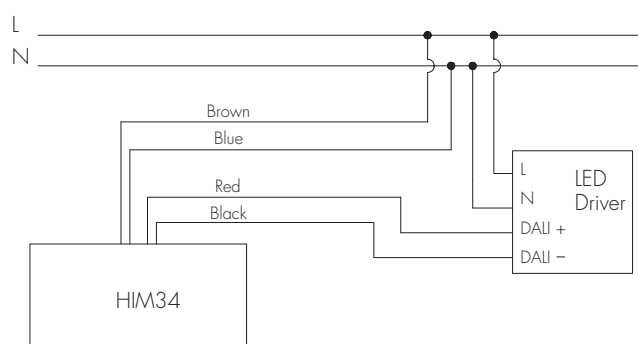 L
N
Brown
Blue
Red
Black
L
N
DALI +
DALI –
LED
Driver
HIM34